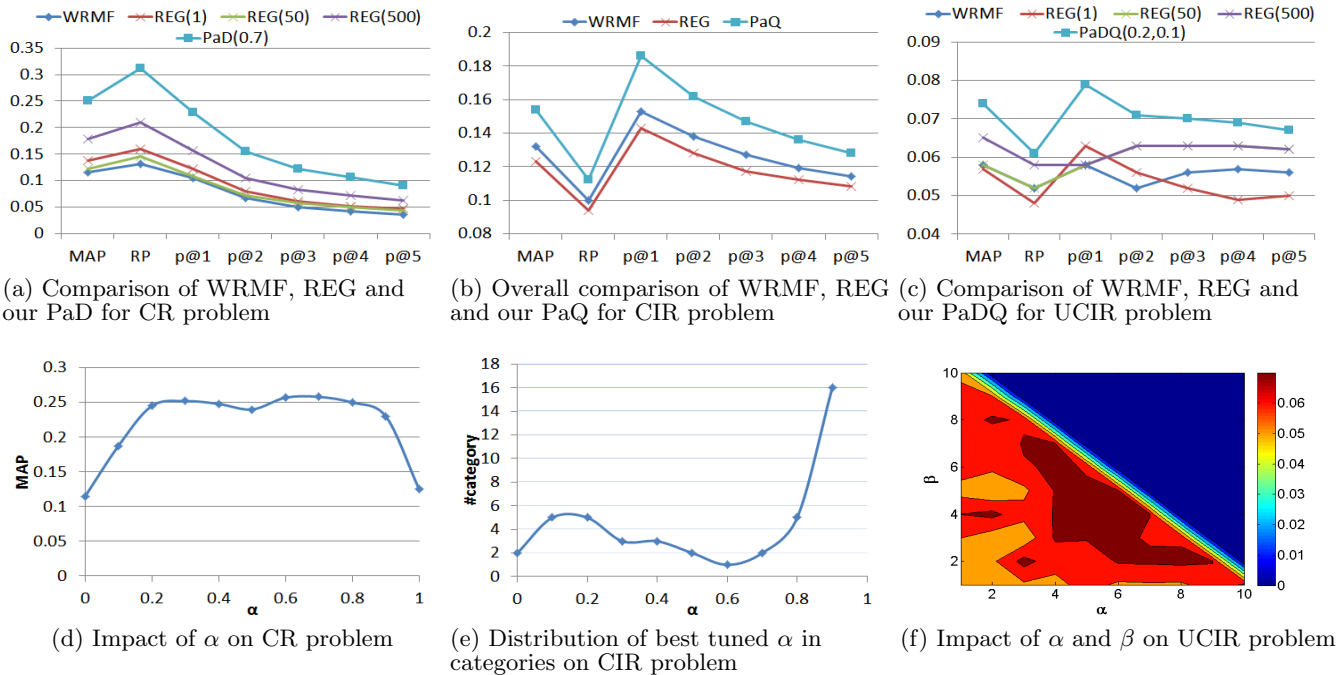 WRMF REG(1) REG(50) REG(500)
PaD(0.7)
0.35
0.3
0.25
0.2
0.15
0.1
0.05
0
MAP RP p@1 p@2 p@3 p@4 p@5
(a) Comparison of WRMF, REG and
our PaD for CR problem
WRMF REG PaQ
0.2
0.18
0.16
0.14
0.12
0.1
0.08
MAP RP p@1 p@2 p@3 p@4 p@5
(b) Overall comparison of WRMF, REG
and our PaQ for CIR problem
WRMF REG(1) REG(50) REG(500)
PaDQ(0.2,0.1)
0.09
0.08
0.07
0.06
0.05
0.04
MAP RP p@1 p@2 p@3 p@4 p@5
(c) Comparison of WRMF, REG and
our PaDQ for UCIR problem
0.3
0.25
0.2
0.15
0.1
0.05
0
MAP
0 0.2 0.4 0.6 0.8 1
α
(d) Impact of α on CR problem
18
16
14
12
10
8
6
4
2
0
#category
0 0.2 0.4 0.6 0.8 1
α
(e) Distribution of best tuned α in
categories on CIR problem
10
8
6
4
2
β
2 4 6 8 10
α
0.06
0.05
0.04
0.03
0.02
0.01
0
(f) Impact of α and β on UCIR problem